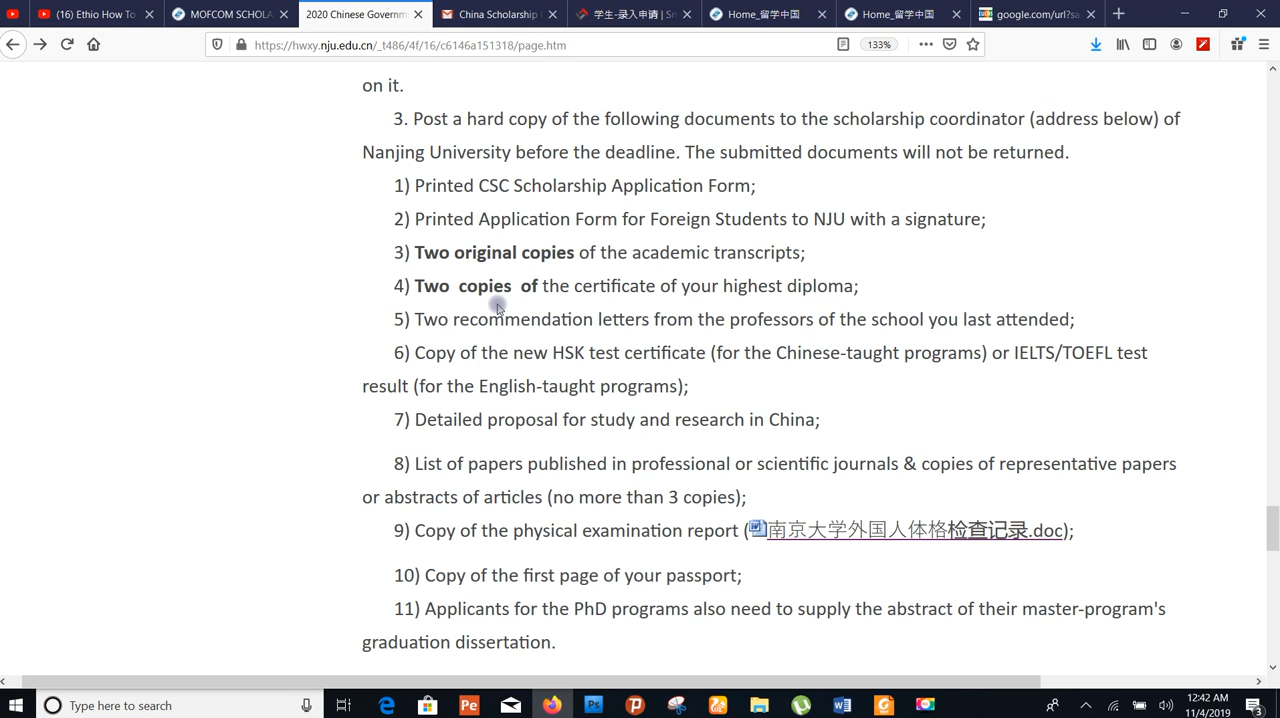 (16) Ethio How To
MOFCOM SCHOLA
2020 Chinese Governm
China Scholarship
学生-录入申请 | Sm
Home_留学中国
Home_留学中国
google.com/url?sa
https://hwxy.nju.edu.cn/_t486/4f/16/c6146a151318/page.htm
133%
on it.
3. Post a hard copy of the following documents to the scholarship coordinator (address below) of
Nanjing University before the deadline. The submitted documents will not be returned.
1) Printed CSC Scholarship Application Form;
2) Printed Application Form for Foreign Students to NJU with a signature;
3) Two original copies of the academic transcripts;
4) Two copies of the certificate of your highest diploma;
5) Two recommendation letters from the professors of the school you last attended;
6) Copy of the new HSK test certificate (for the Chinese-taught programs) or IELTS/TOEFL test
result (for the English-taught programs);
7) Detailed proposal for study and research in China;
8) List of papers published in professional or scientific journals & copies of representative papers
or abstracts of articles (no more than 3 copies);
9) Copy of the physical examination report (南京大学外国人体格检查记录.doc);
10) Copy of the first page of your passport;
11) Applicants for the PhD programs also need to supply the abstract of their master-program's
graduation dissertation.
Type here to search
Pe
Ps
12:42 AM
11/4/2019
3